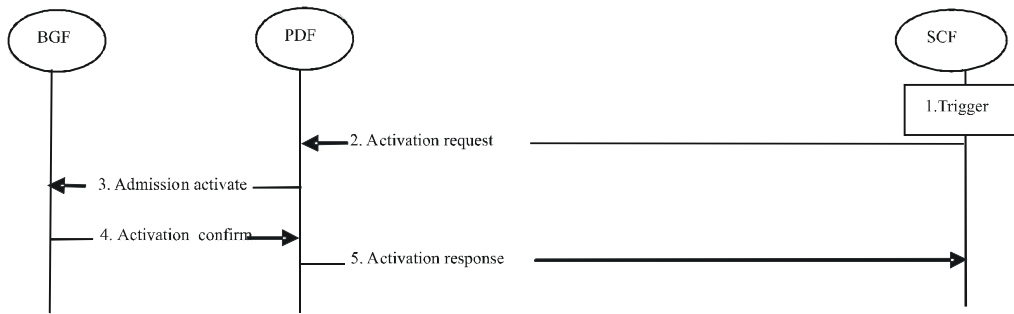 BGF
PDF
SCF
1.Trigger
2. Activation request
3. Admission activate
4. Activation confirm
5. Activation response